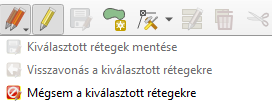 Kiválasztott rétegek mentése
Visszavonás a kiválasztott rétegekre
Mégsem a kiválasztott rétegekre